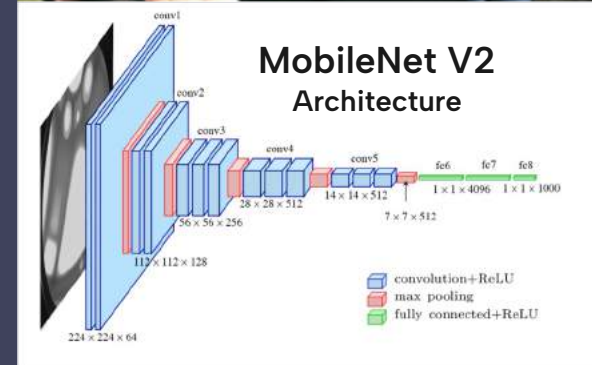 conv1
MobileNet V2
Architecture
conv2
conv3
conv4
conv5
fc6 fc7 fc8
1 × 1 × 4096 1 × 1 × 1000
14 × 14 × 512
28 × 28 × 512
7 × 7 × 512
56 × 56 × 256
112 × 112 × 128
224 × 224 × 64
convolution+ReLU
max pooling
fully connected+ReLU